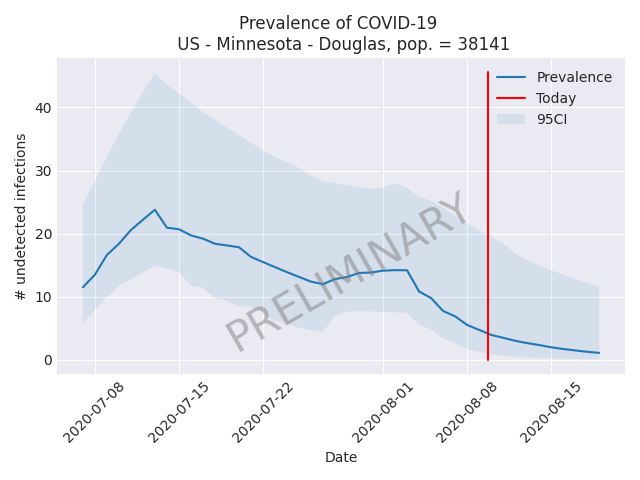 Prevalence of COVID-19
US - Minnesota - Douglas, pop. = 38141
Prevalence
Today
95CI
# undetected infections
40
30
20
10
0
PRELIMINARY
2020-07-08
2020-07-15
2020-07-22
2020-08-01
2020-08-08
2020-08-15
Date